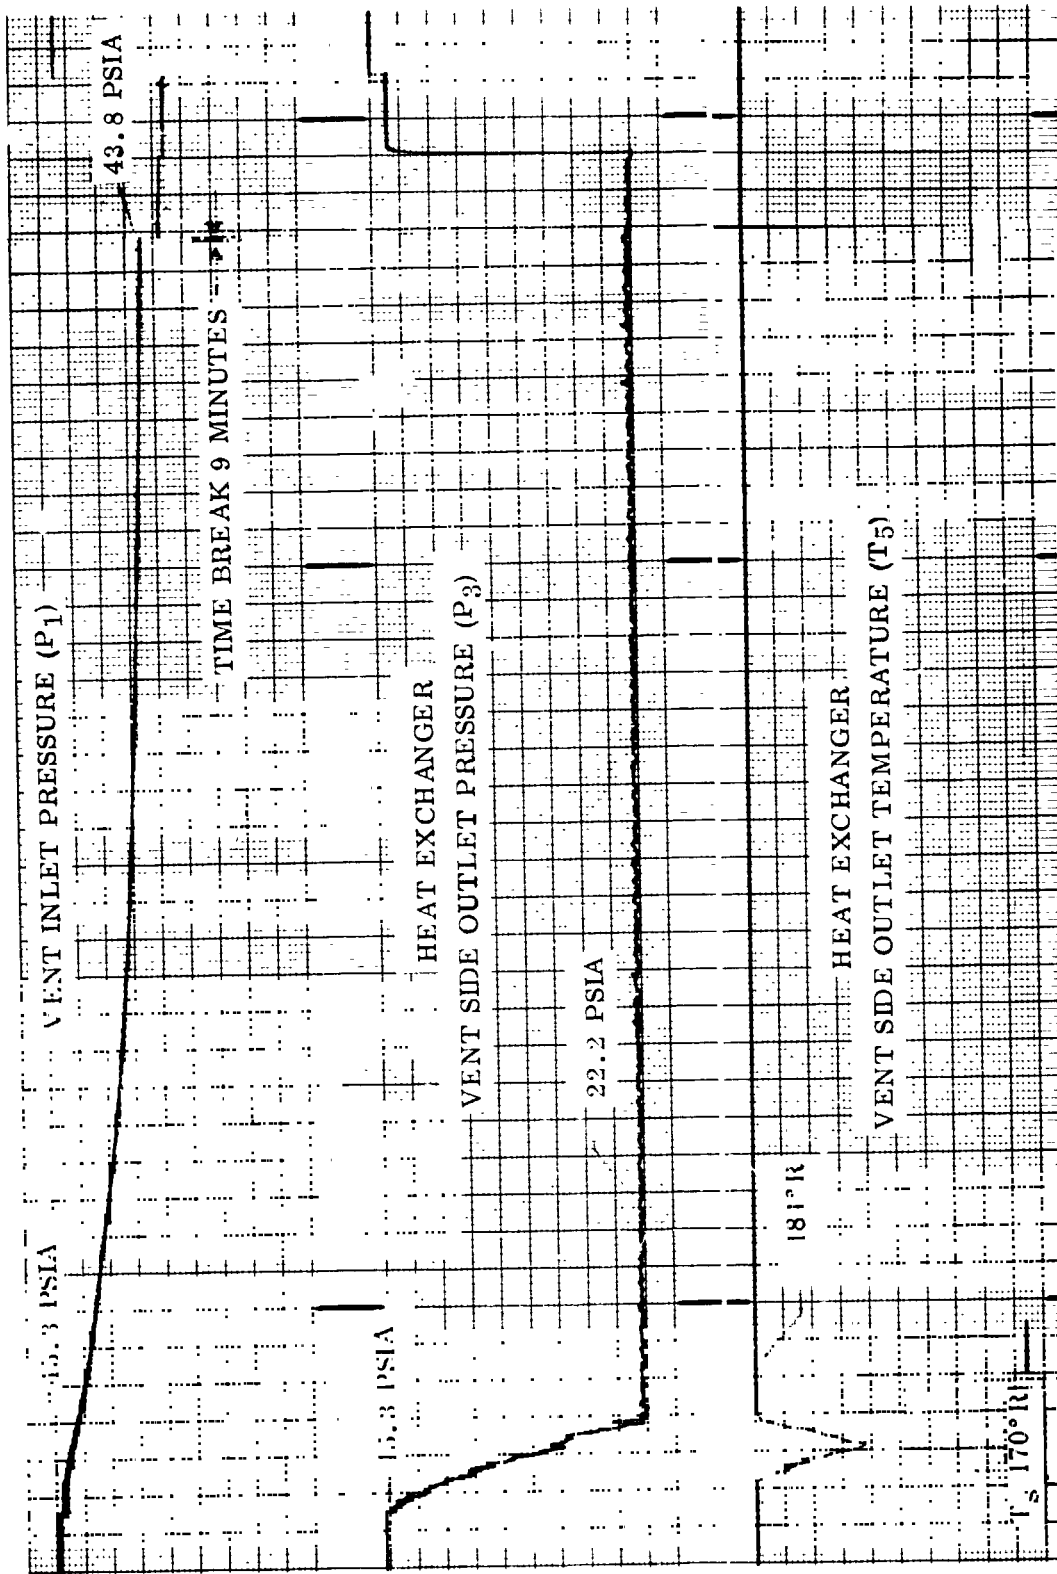 VENT INLET PRESSURE (P1)
43.8 PSIA
TIME BREAK 9 MINUTES
PSIA
HEAT EXCHANGER
VENT SIDE OUTLET PRESSURE (P3)
22.2 PSIA
PSIA
HEAT EXCHANGER
VENT SIDE OUTLET TEMPERATURE (T5)
181°R
170°R